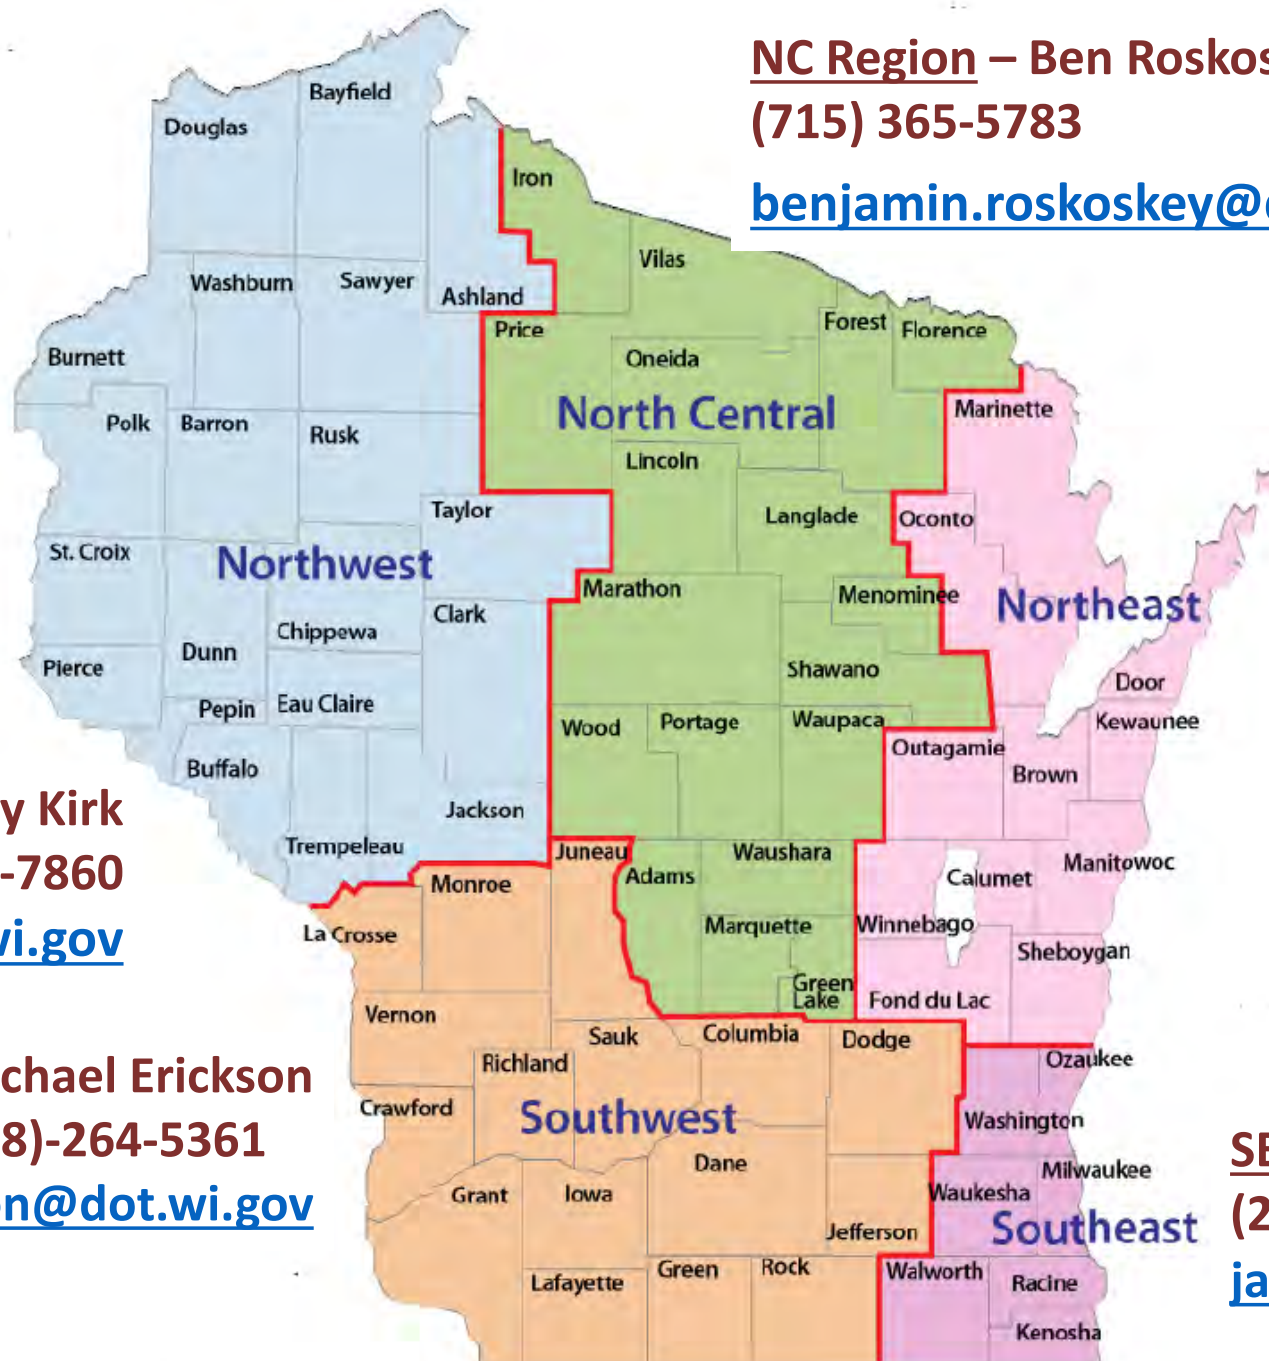 NC Region – Ben Roskos
(715) 365-5783
benjamin.roskoskey@
Bayfield
Douglas
Iron
Vilas
Washburn
Sawyer
Ashland
Price
Forest
Florence
Burnett
Oneida
North Central
Marinette
Polk
Barron
Rusk
Lincoln
Taylor
Langlade
Oconto
St. Croix
Northwest
Marathon
Menominee
Northeast
Clark
Chippewa
Dunn
Pierce
Shawano
Door
Pepin
Eau Claire
Wood
Portage
Waupaca
Kewaunee
Outagamie
Brown
Buffalo
y Kirk
Jackson
-7860
Trempeleau
Juneau
Waushara
Manitowoc
Adams
Calumet
Monroe
wi.gov
La Crosse
Marquette
Winnebago
Sheboygan
Green
Lake
Fond du Lac
Vernon
Sauk
Columbia
Dodge
Richland
Ozaukee
chael Erickson
Crawford
Southwest
Washington
8)-264-5361
Dane
Milwaukee
SE
Grant
Iowa
Waukesha
n@dot.wi.gov
Southeast
(2
Jefferson
Lafayette
Green
Rock
Walworth
Racine
ja
Kenosha